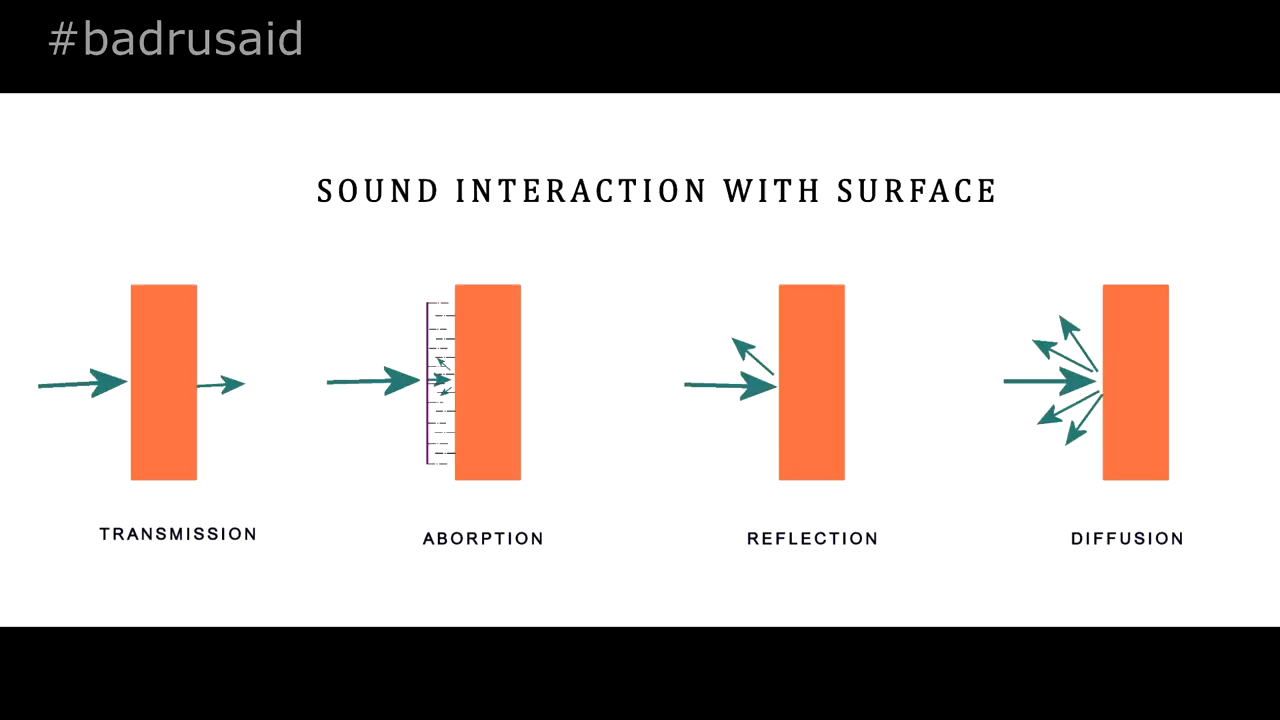 #badrusaid
SOUND INTERACTION WITH SURFACE
TRANSMISSION
ABORPTION
REFLECTION
DIFFUSION